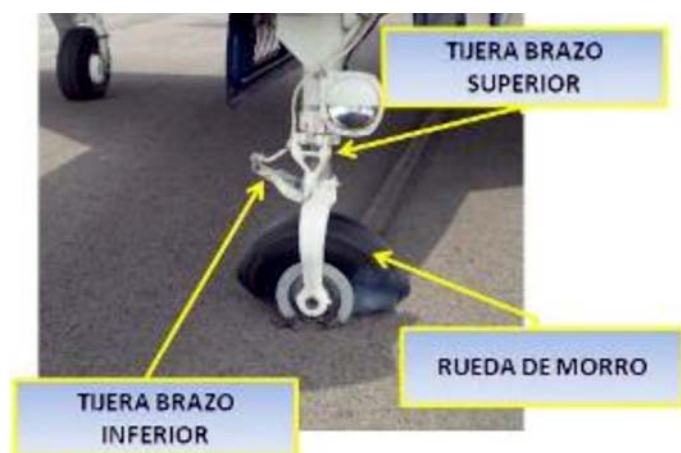 TIJERA BRAZO
SUPERIOR
RUEDA DE MORRO
TIJERA BRAZO
INFERIOR